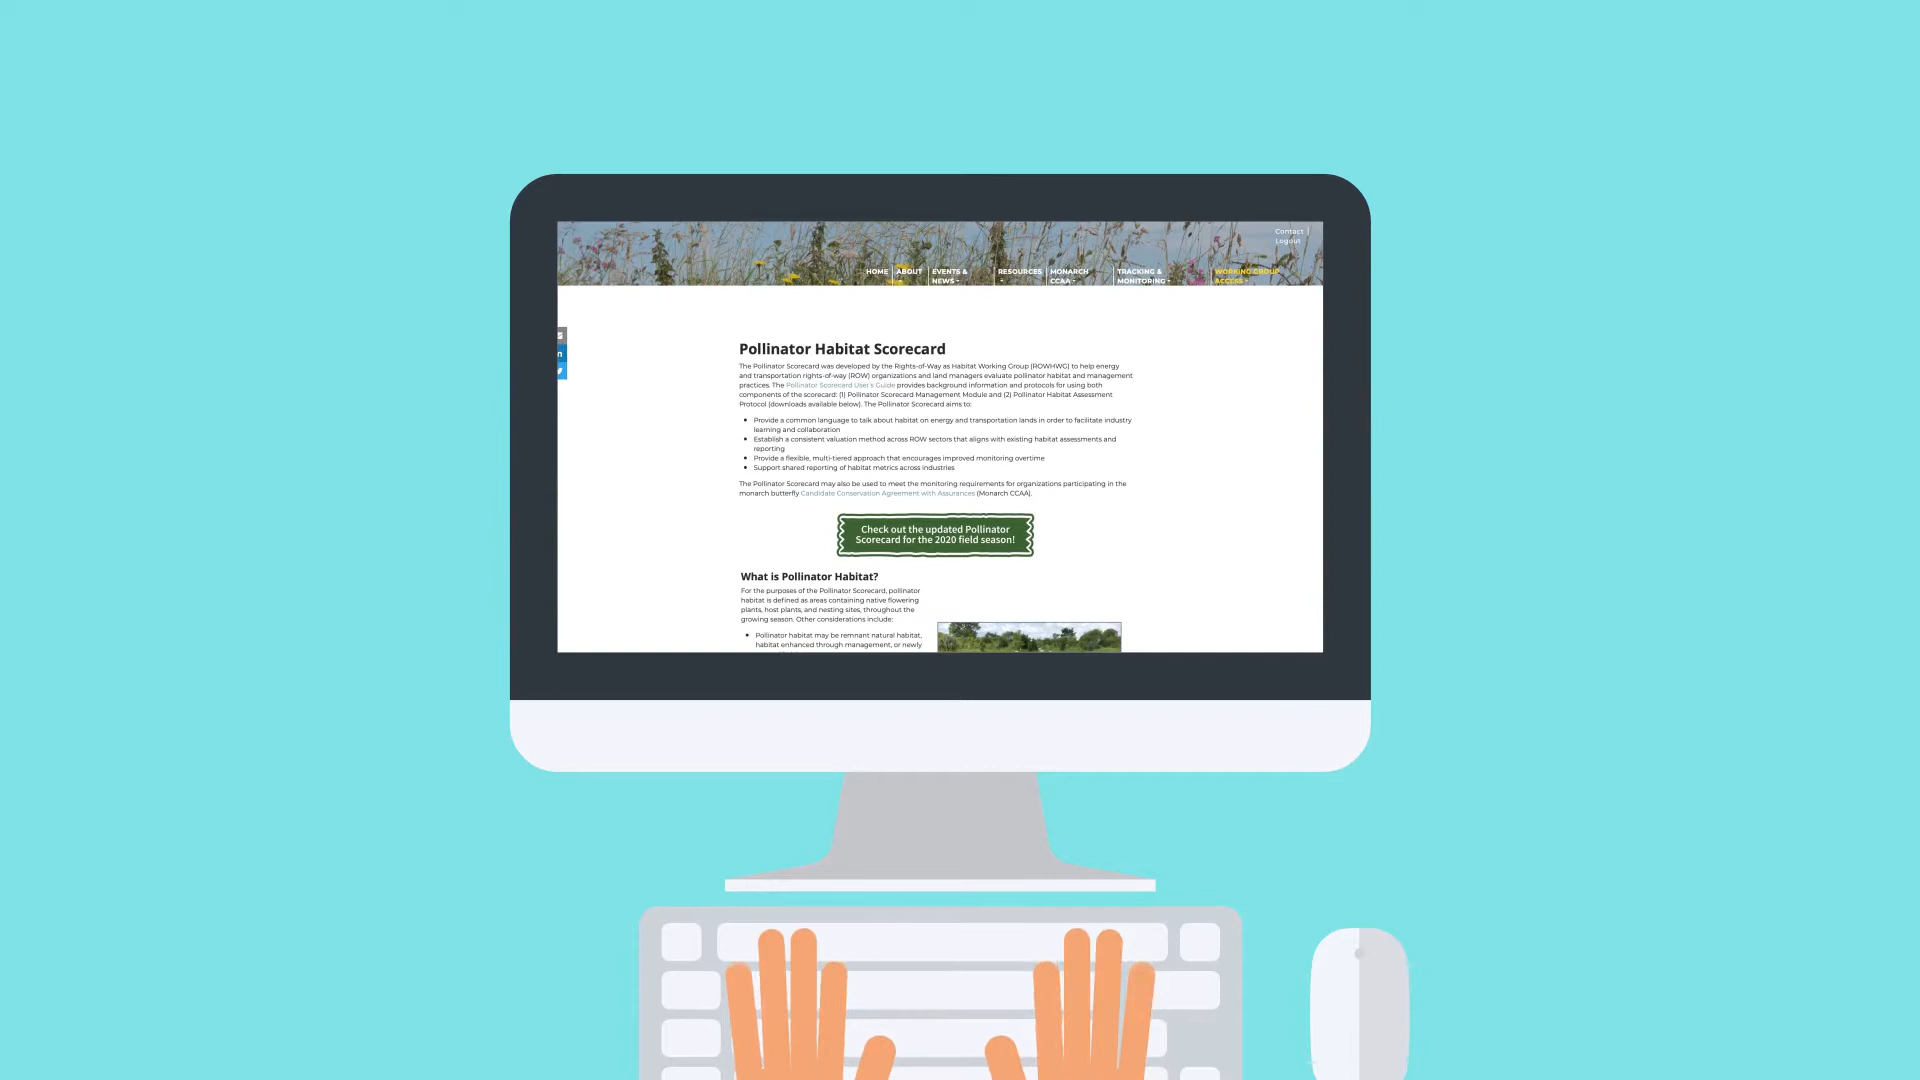 Contact |
Logout
HOME
ABOUT
EVENTS &
NEWS
RESOURCES
MONARCH
CCAA
TRACKING &
MONITORING
WORKING GROUP
ACCESS
Pollinator Habitat Scorecard
The Pollinator Scorecard was developed by the Rights-of-Way as Habitat Working Group (ROWHWG) to help energy
and transportation rights-of-way (ROW) organizations and land managers evaluate pollinator habitat and management
practices. The Pollinator Scorecard User's Guide provides background information and protocols for using both
components of the scorecard: (1) Pollinator Scorecard Management Module and (2) Pollinator Habitat Assessment
Protocol (downloads available below). The Pollinator Scorecard aims to:
• Provide a common language to talk about habitat on energy and transportation lands in order to facilitate industry
learning and collaboration
• Establish a consistent valuation method across ROW sectors that aligns with existing habitat assessments and
reporting
• Provide a flexible, multi-tiered approach that encourages improved monitoring overtime
• Support shared reporting of habitat metrics across industries
The Pollinator Scorecard may also be used to meet the monitoring requirements for organizations participating in the
monarch butterfly Candidate Conservation Agreement with Assurances (Monarch CCAA).
Check out the updated Pollinator
Scorecard for the 2020 field season!
What is Pollinator Habitat?
For the purposes of the Pollinator Scorecard, pollinator
habitat is defined as areas containing native flowering
plants, host plants, and nesting sites, throughout the
growing season. Other considerations include:
• Pollinator habitat may be remnant natural habitat,
habitat enhanced through management, or newly